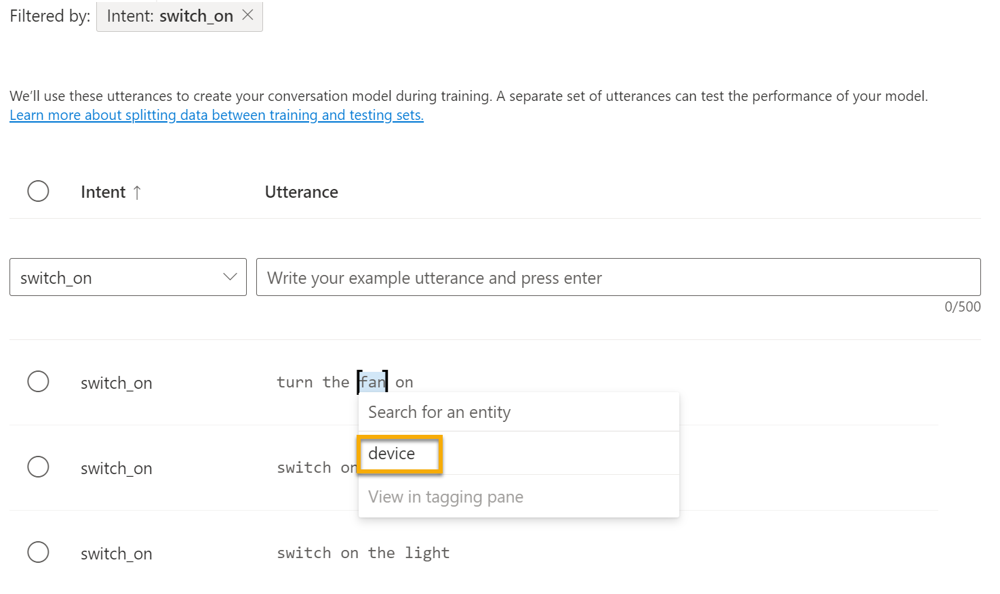 Filtered by: Intent: switch_on
We'll use these utterances to create your conversation model during training. A separate set of utterances can test the performance of your model.
Learn more about splitting data between training and testing sets.
Intent ↑ Utterance
switch_on Write your example utterance and press enter
0/500
switch_on turn the [fan] on
Search for an entity
device
switch_on switch on
View in tagging pane
switch_on switch on the light